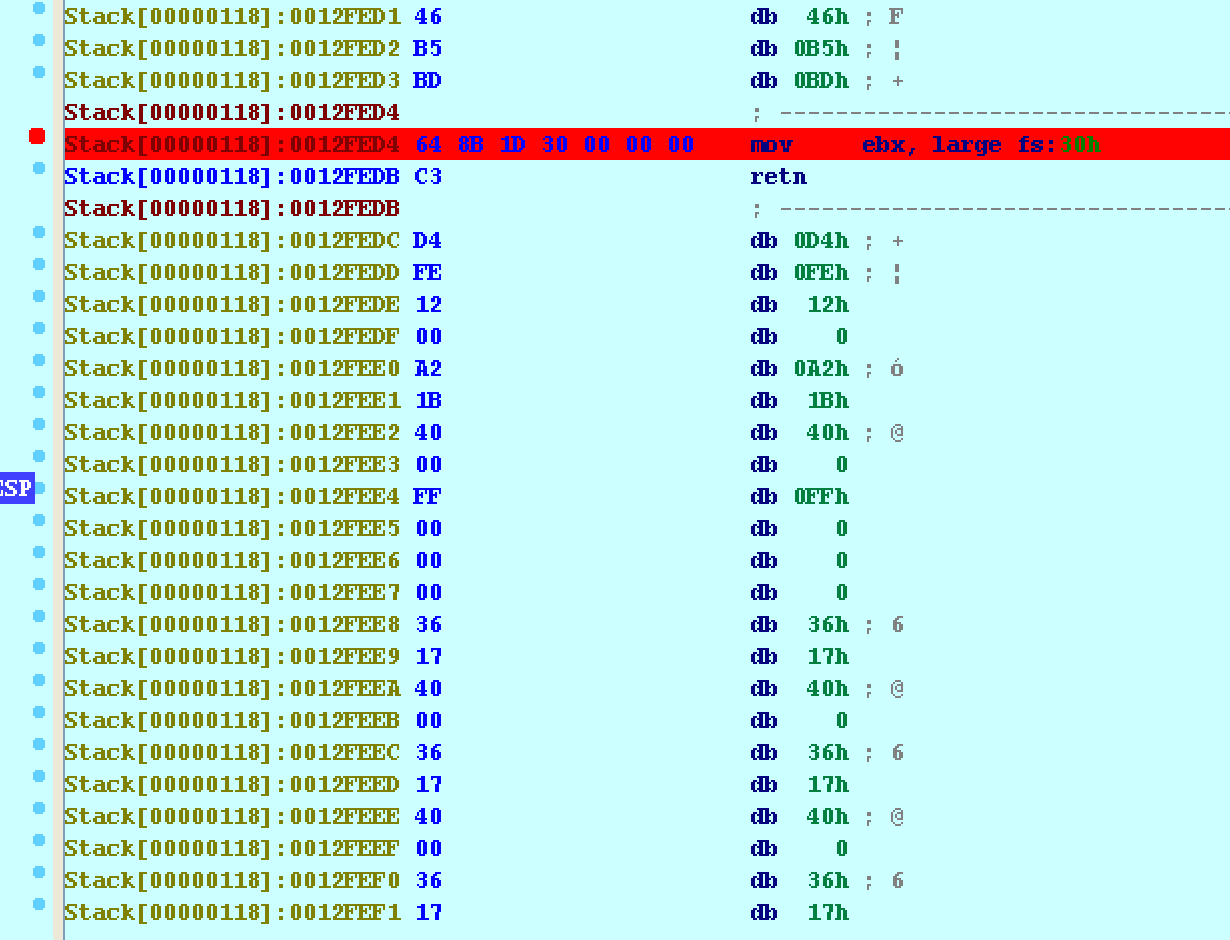 Stack[00000118]:0012FED1 46 db 46h ; F
Stack[00000118]:0012FED2 B5 db 0B5h ; ¦
Stack[00000118]:0012FED3 BD db 0BDh ; +
Stack[00000118]:0012FED4 ; ---------------------------------
Stack[00000118]:0012FED4 64 8B 1D 30 00 00 00 mov ebx, large fs:30h
Stack[00000118]:0012FEDB C3 retn
Stack[00000118]:0012FEDB ; ---------------------------------
Stack[00000118]:0012FEDC D4 db 0D4h ; +
Stack[00000118]:0012FEDD FE db 0FEh ; ¦
Stack[00000118]:0012FEDE 12 db 12h
Stack[00000118]:0012FEDF 00 db 0
Stack[00000118]:0012FEE0 A2 db 0A2h ; ó
Stack[00000118]:0012FEE1 1B db 1Bh
Stack[00000118]:0012FEE2 40 db 40h ; @
Stack[00000118]:0012FEE3 00 db 0
ESP Stack[00000118]:0012FEE4 FF db 0FFh
Stack[00000118]:0012FEE5 00 db 0
Stack[00000118]:0012FEE6 00 db 0
Stack[00000118]:0012FEE7 00 db 0
Stack[00000118]:0012FEE8 36 db 36h ; 6
Stack[00000118]:0012FEE9 17 db 17h
Stack[00000118]:0012FEEA 40 db 40h ; @
Stack[00000118]:0012FEEB 00 db 0
Stack[00000118]:0012FEEC 36 db 36h ; 6
Stack[00000118]:0012FEED 17 db 17h
Stack[00000118]:0012FEEE 40 db 40h ; @
Stack[00000118]:0012FEEF 00 db 0
Stack[00000118]:0012FEF0 36 db 36h ; 6
Stack[00000118]:0012FEF1 17 db 17h